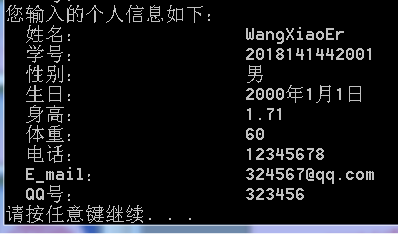 您输入的个人信息如下：
姓名： WangXiaoEr
学号： 2018141442001
性别： 男
生日： 2000年1月1日
身高： 1.71
体重： 60
电话： 12345678
E_mail： 324567@qq.com
QQ号： 323456
请按任意键继续. . .